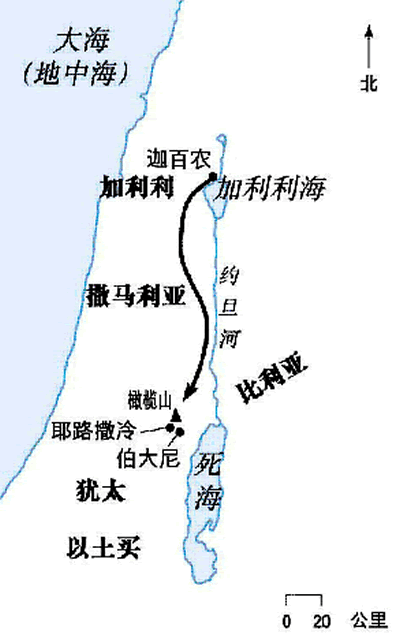 大海
(地中海)
北
迦百农
加利利
加利利海
撒马利亚
约旦河
比利亚
橄榄山
耶路撒冷
伯大尼
死海
犹太
以土买
0 20 公里